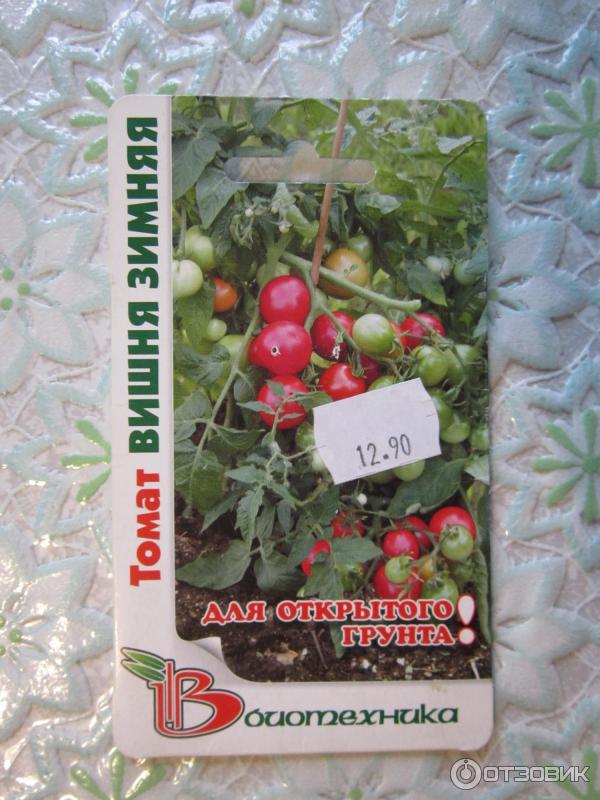 Томат ВИШНЯ ЗИМНЯЯ
12.90
ДЛЯ ОТКРЫТОГО
ГРУНТА!
биотехника
ОТЗОВИК